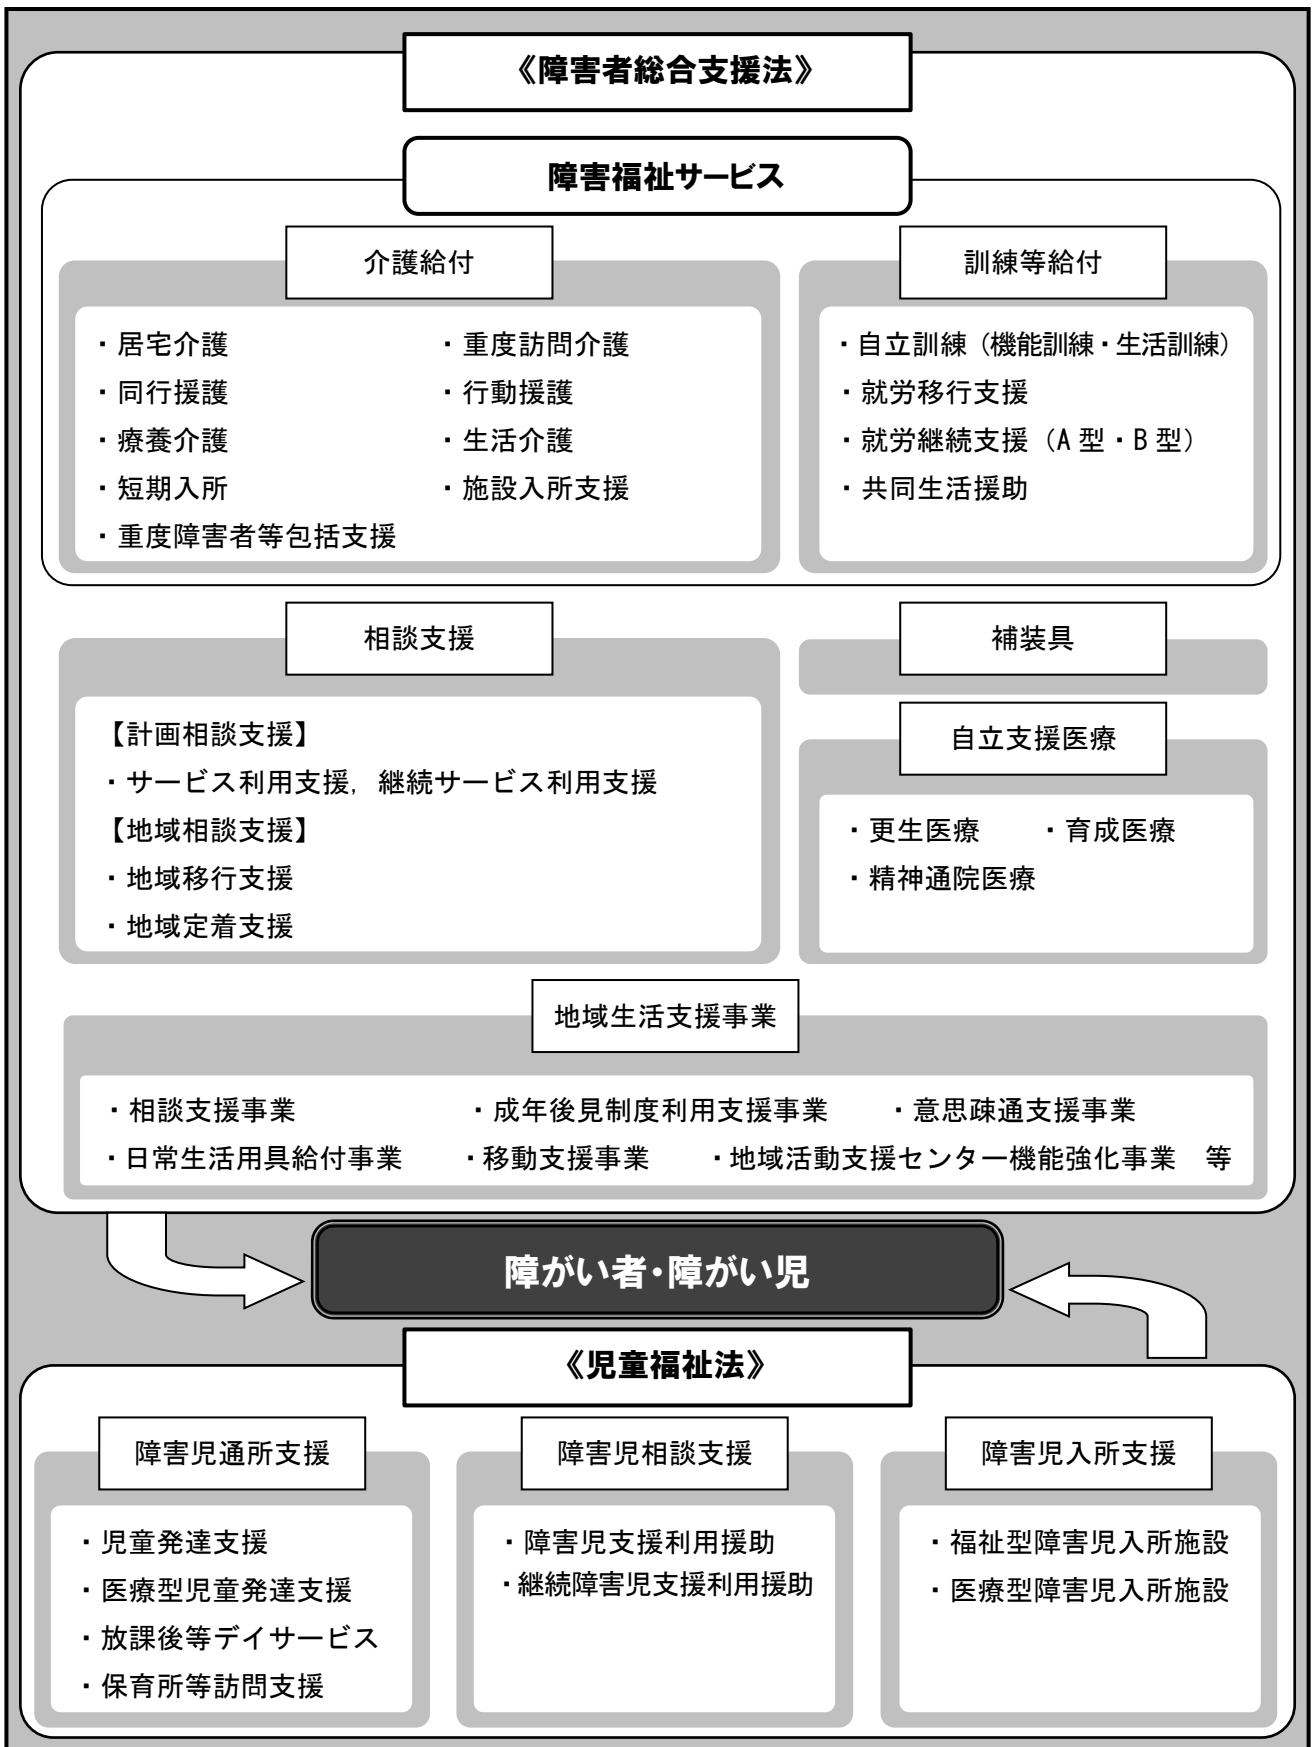 《障害者総合支援法》
障害福祉サービス
介護給付
・居宅介護
・重度訪問介護
・同行援護
・行動援護
・療養介護
・生活介護
・短期入所
・施設入所支援
・重度障害者等包括支援
訓練等給付
・自立訓練（機能訓練・生活訓練）
・就労移行支援
・就労継続支援（A型・B型）
・共同生活援助
相談支援
【計画相談支援】
・サービス利用支援，継続サービス利用支援
【地域相談支援】
・地域移行支援
・地域定着支援
補装具
自立支援医療
・更生医療 ・育成医療
・精神通院医療
地域生活支援事業
・相談支援事業 ・成年後見制度利用支援事業 ・意思疎通支援事業
・日常生活用具給付事業 ・移動支援事業 ・地域活動支援センター機能強化事業　等
障がい者・障がい児
《児童福祉法》
障害児通所支援
・児童発達支援
・医療型児童発達支援
・放課後等デイサービス
・保育所等訪問支援
障害児相談支援
・障害児支援利用援助
・継続障害児支援利用援助
障害児入所支援
・福祉型障害児入所施設
・医療型障害児入所施設